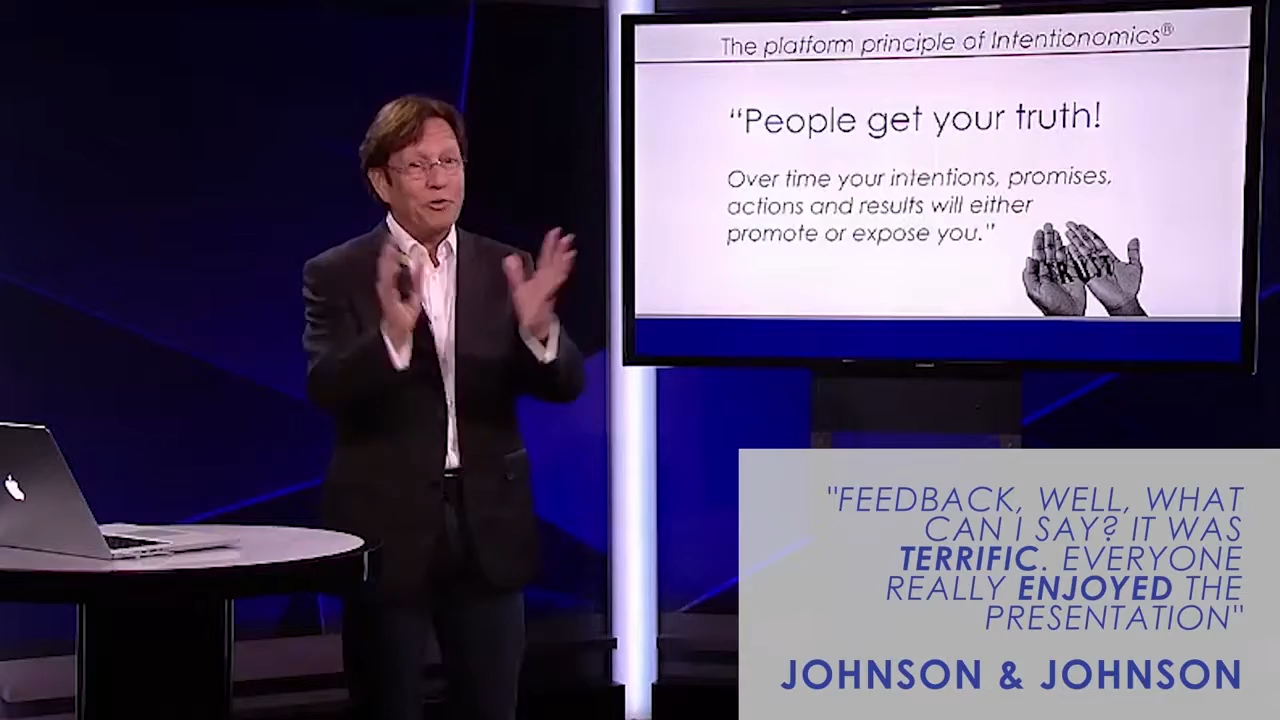 The platform principle of Intentionomics®
“People get your truth!
Over time your intentions, promises,
actions and results will either
promote or expose you.”
TRUST
"FEEDBACK, WELL, WHAT
CAN I SAY? IT WAS
TERRIFIC. EVERYONE
REALLY ENJOYED THE
PRESENTATION"
JOHNSON & JOHNSON